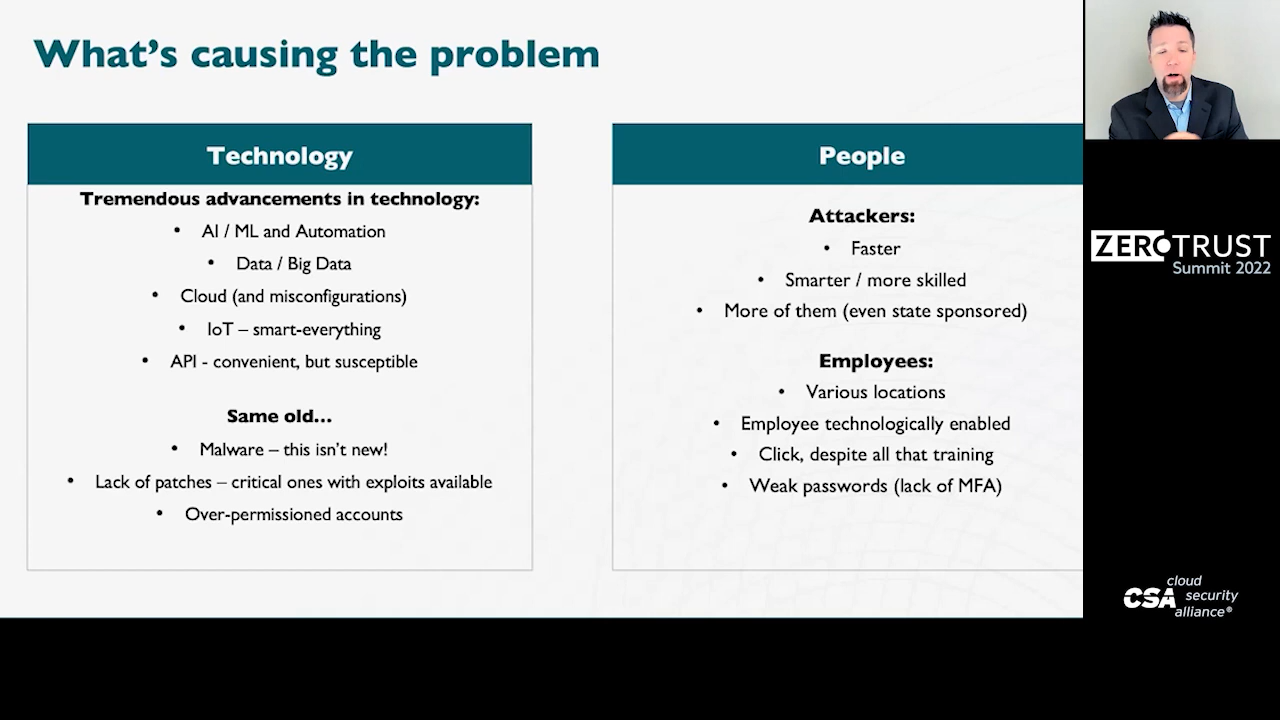 What's causing the problem
Technology
Tremendous advancements in technology:
• AI / ML and Automation
• Data / Big Data
• Cloud (and misconfigurations)
• IoT – smart-everything
• API - convenient, but susceptible
Same old…
• Malware – this isn't new!
• Lack of patches – critical ones with exploits available
• Over-permissioned accounts
People
Attackers:
• Faster
• Smarter / more skilled
• More of them (even state sponsored)
Employees:
• Various locations
• Employee technologically enabled
• Click, despite all that training
• Weak passwords (lack of MFA)
ZEROTRUST
Summit 2022
CSA cloud
security
alliance®